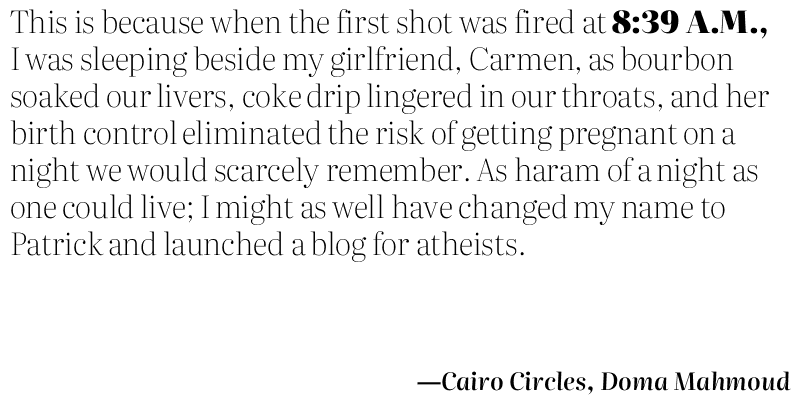 This is because when the first shot was fired at 8:39 A.M.,
I was sleeping beside my girlfriend, Carmen, as bourbon
soaked our livers, coke drip lingered in our throats, and her
birth control eliminated the risk of getting pregnant on a
night we would scarcely remember. As haram of a night as
one could live; I might as well have changed my name to
Patrick and launched a blog for atheists.
—Cairo Circles, Doma Mahmoud